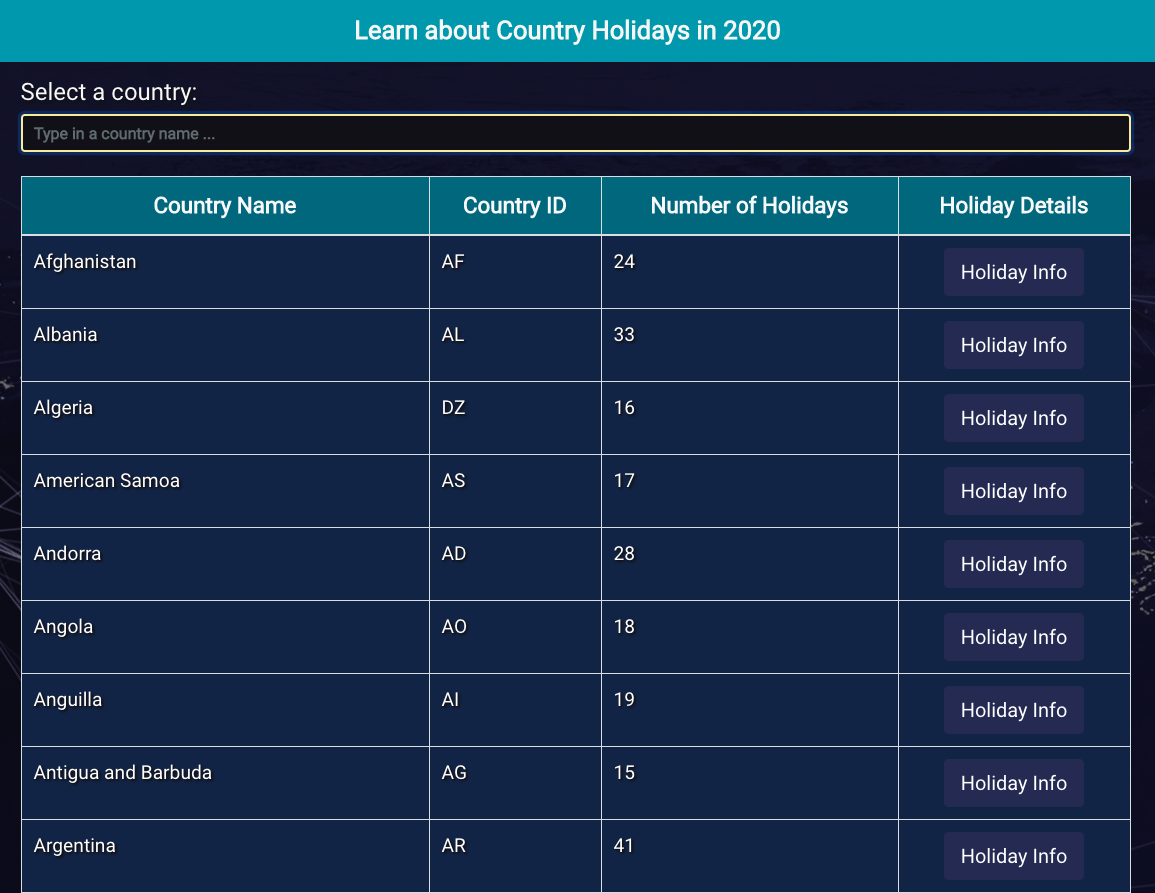 Learn about Country Holidays in 2020
Select a country:
Type in a country name ...
Country Name Country ID Number of Holidays Holiday Details
Afghanistan AF 24 Holiday Info
Albania AL 33 Holiday Info
Algeria DZ 16 Holiday Info
American Samoa AS 17 Holiday Info
Andorra AD 28 Holiday Info
Angola AO 18 Holiday Info
Anguilla AI 19 Holiday Info
Antigua and Barbuda AG 15 Holiday Info
Argentina AR 41 Holiday Info